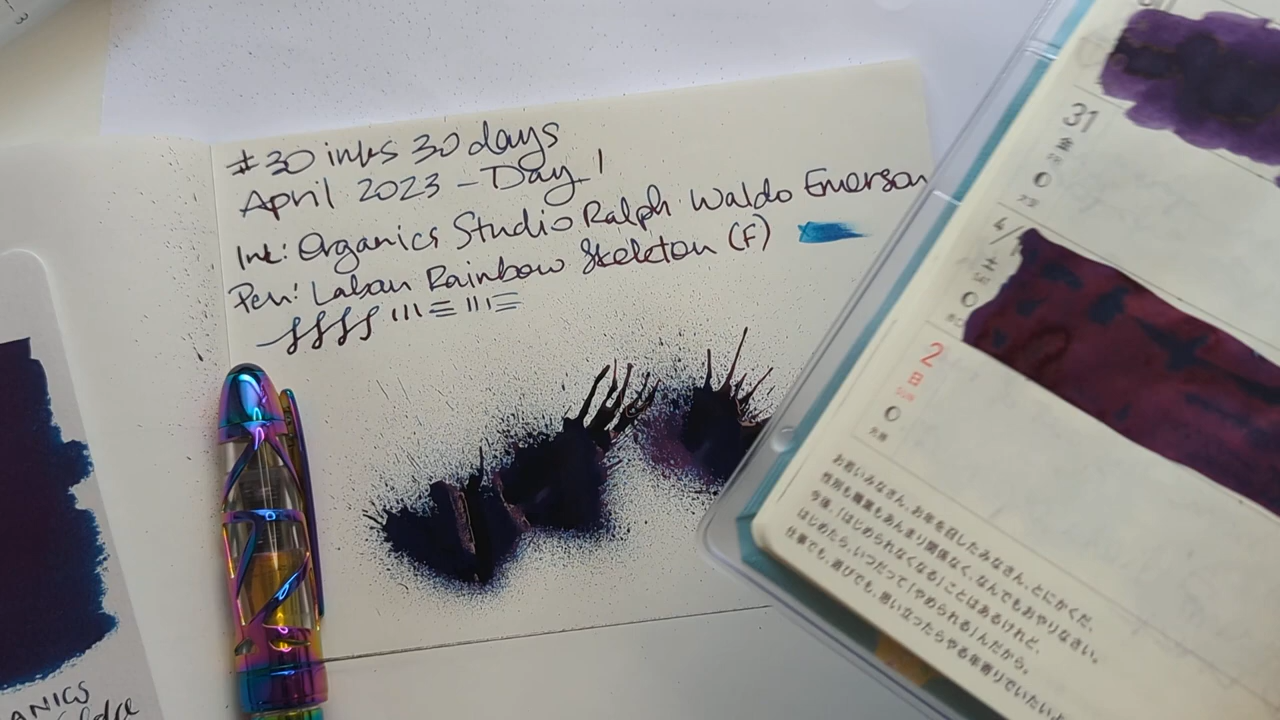 #30 inks 30 days
April 2023 - Day 1
Ink: Organics Studio Ralph Waldo Emerson
Pen: Laban Rainbow Skeleton (F)
ANICS
31
金
4/
土
2
日
お若いみなさん、お年を召したみなさん、とにかくだ、
性別も職業もあんまり関係なく、なんでもおやりなさい。
今後、「はじめられなくなる」ことはあるけれど、
はじめたら、いつだって「やめられる」んだから。
仕事でも、遊びでも、思い立ったらやる年寄りでいたいよ